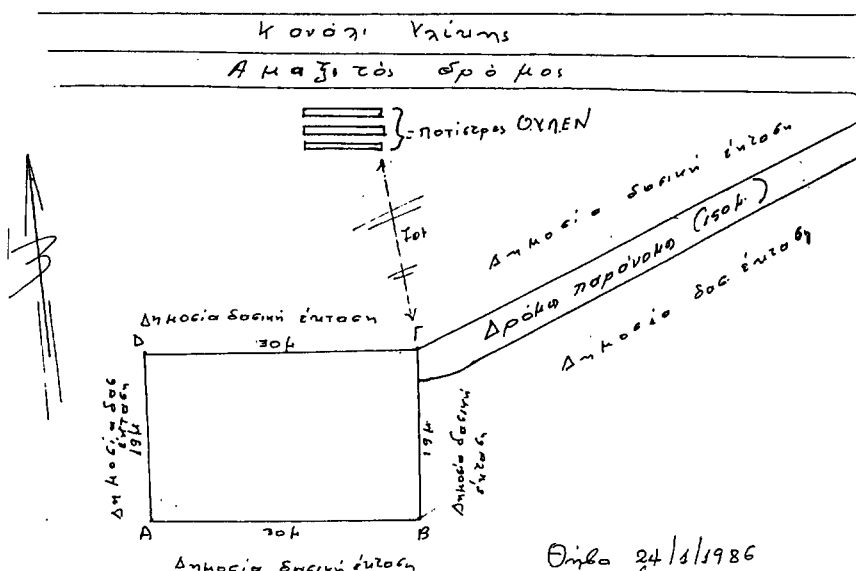 Κανάλι Υλίκης
Αμαξιτός δρόμος
}=ποτίστρες ΟΥΛΕΝ
Δημοσία δασική έκταση
Δρόμος παράνομα (150μ.)
Δημοσία δασ. έκταση
Δημοσία δασική έκταση
Δ
30μ
Γ
Δημοσία δασ
έκταση
19μ
19μ
Δημοσία δασική
έκταση
Α
30μ
Β
Δημοσία δασική έκταση
Θήβα 24/1/1986